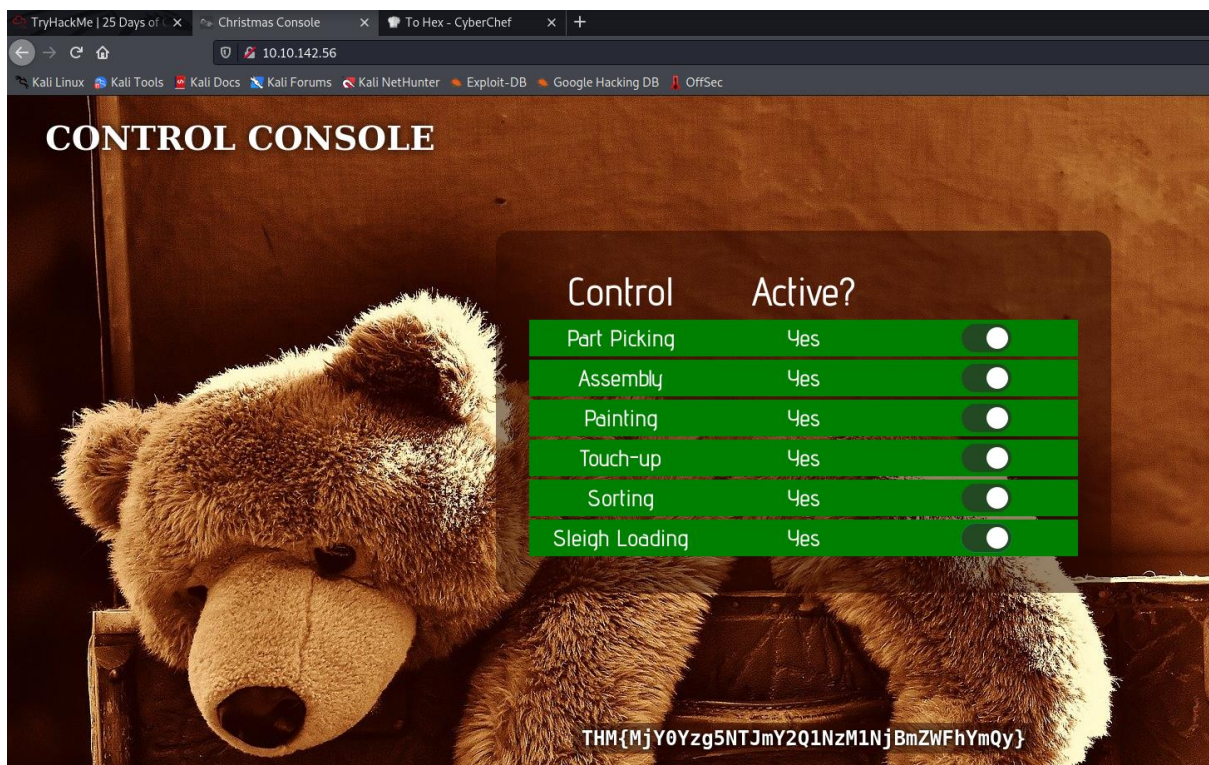 TryHackMe | 25 Days of
Christmas Console
To Hex - CyberChef
10.10.142.56
Kali Linux
Kali Tools
Kali Docs
Kali Forums
Kali NetHunter
Exploit-DB
Google Hacking DB
OffSec
CONTROL CONSOLE
Control Active?
Part Picking Yes
Assembly Yes
Painting Yes
Touch-up Yes
Sorting Yes
Sleigh Loading Yes
THM{MjY0Yzg5NTJmY2Q1NzM1NjBmZWFhYmQy}